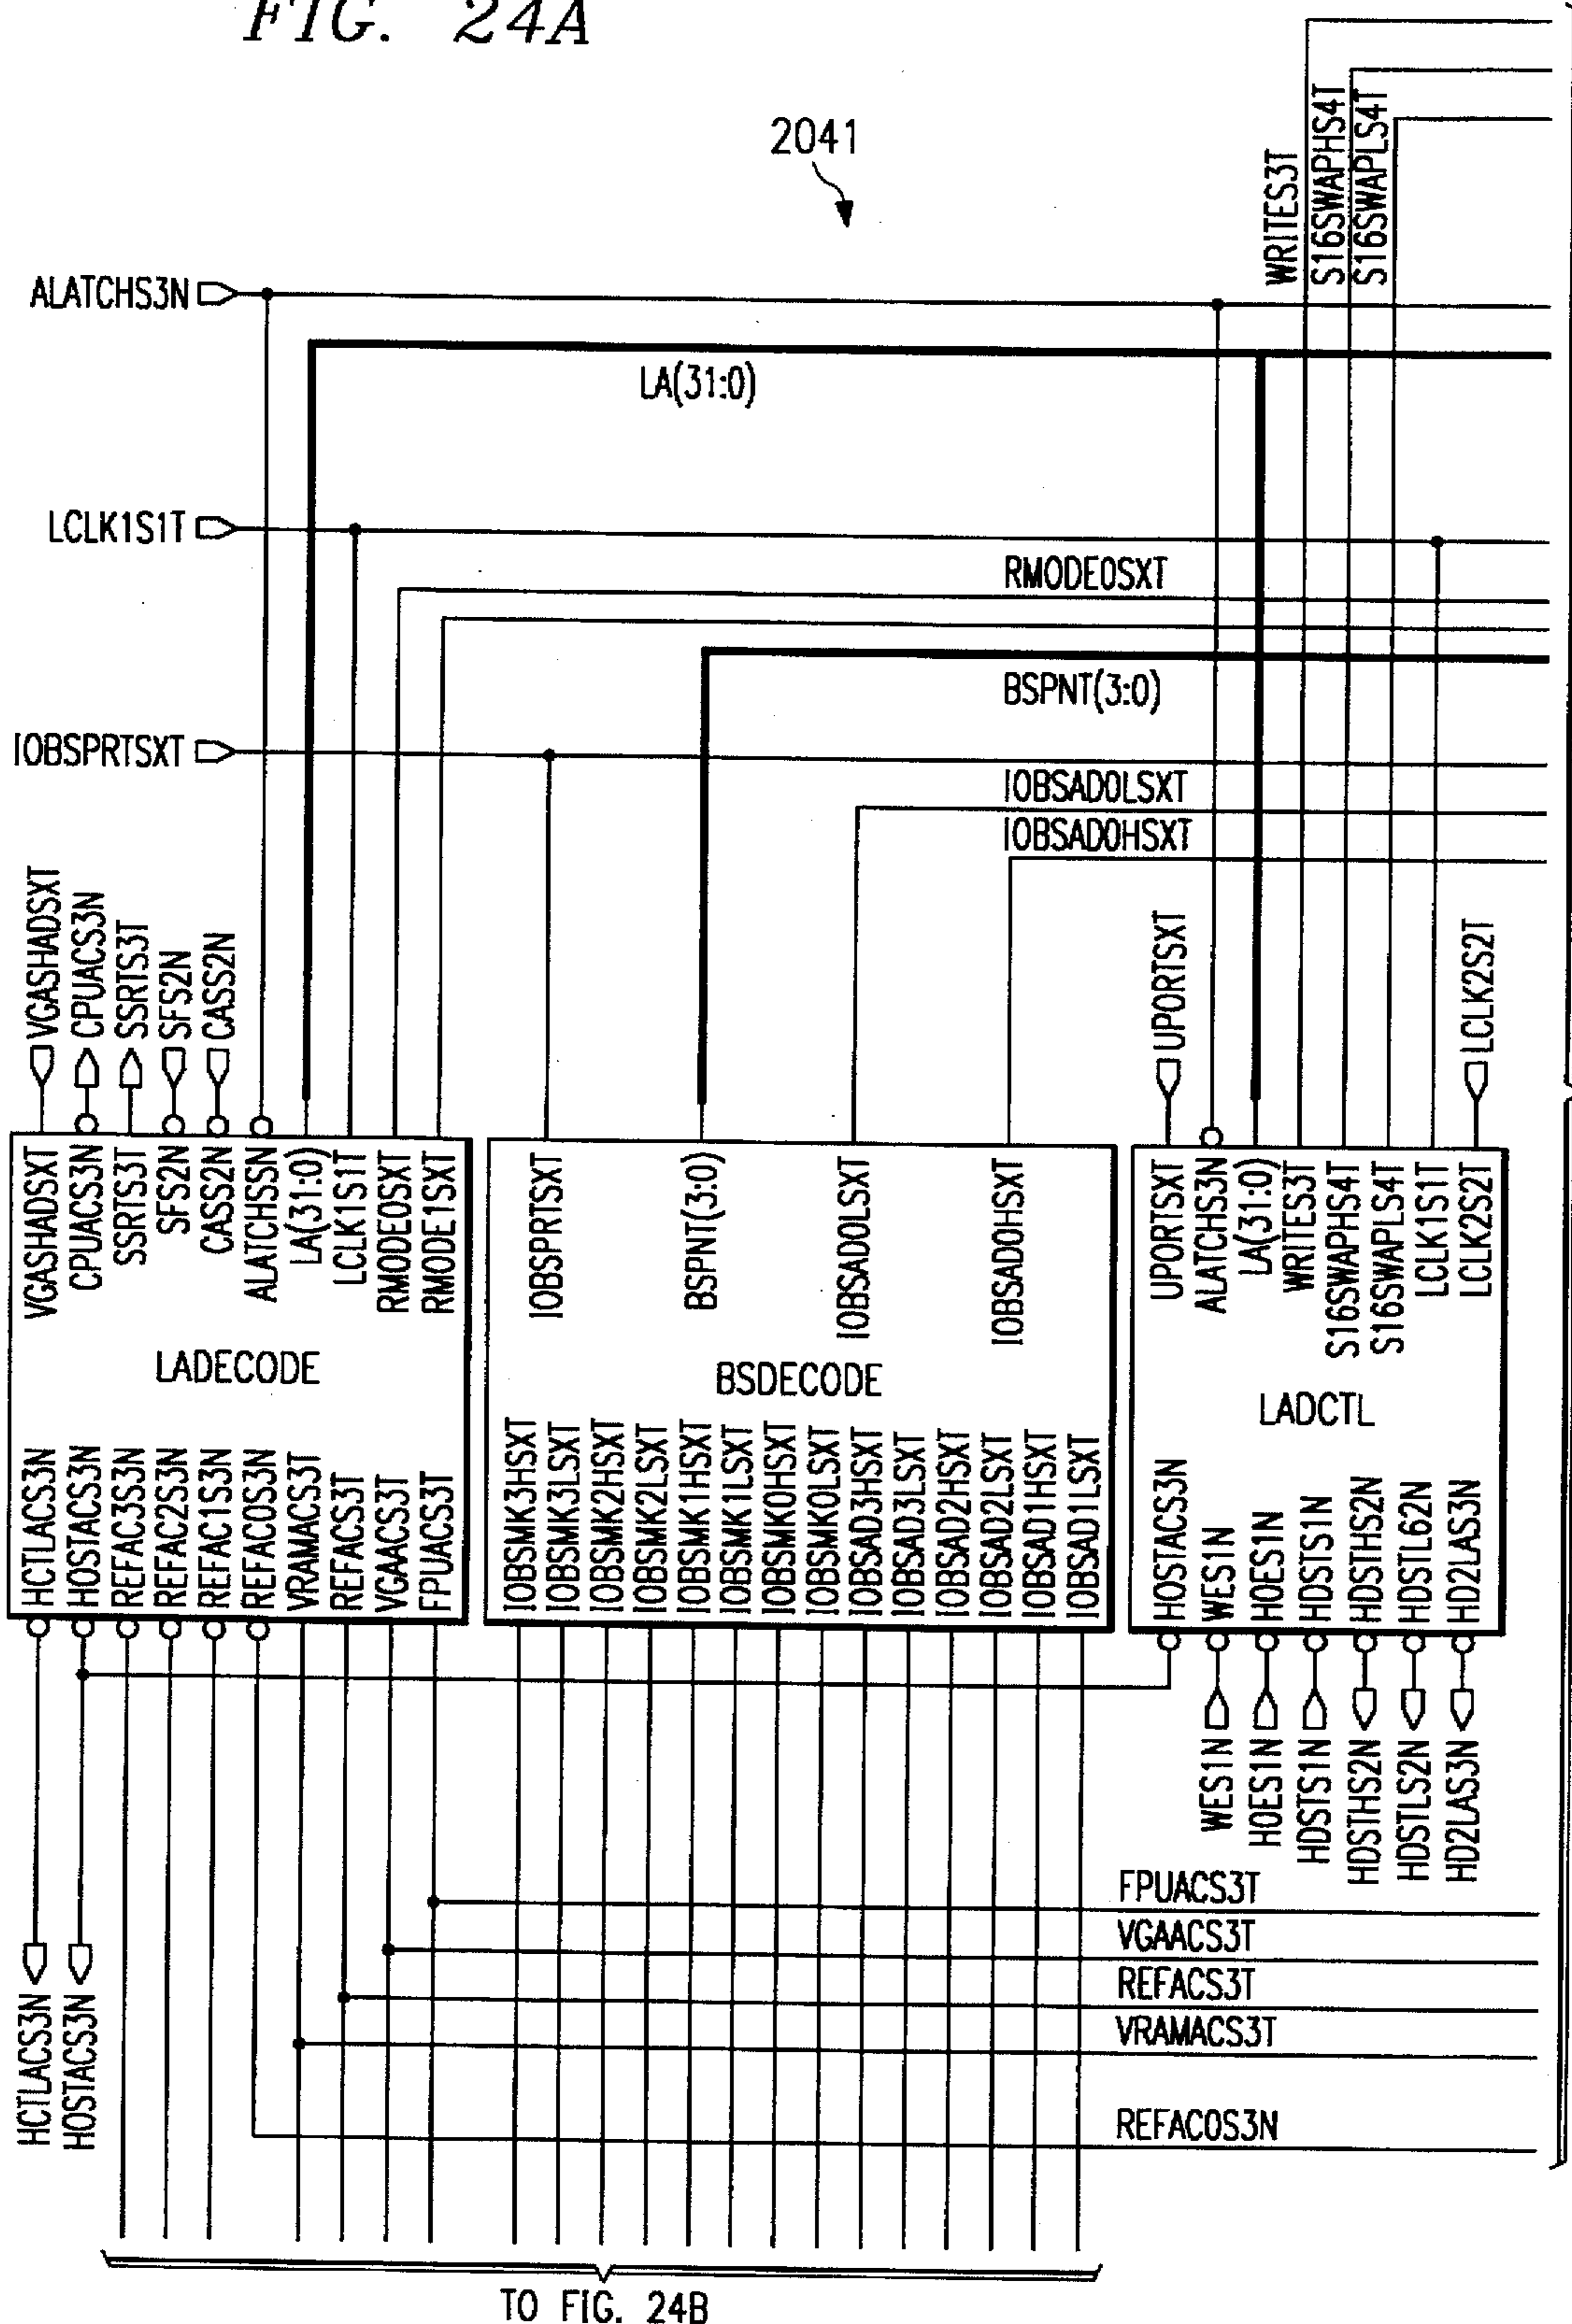 FIG. 24A
2041
WRITES3T
S16SWAPHS4T
S16SWAPLS4T
ALATCHS3N
LA(31:0)
LCLK1S1T
RMODE0SXT
BSPNT(3:0)
IOBSPRTSXT
IOBSAD0LSXT
IOBSAD0HSXT
VGASHADSXT
CPUACS3N
SSRTS3T
SFS2N
CASS2N
UPORTSXT
LCLK2S2T
VGASHADSXT
CPUACS3N
SSRTS3T
SFS2N
CASS2N
ALATCHSSN
LA(31:0)
LCLK1S1T
RMODE0SXT
RMODE1SXT
LADECODE
HCTLACS3N
HOSTACS3N
REFAC3S3N
REFAC2S3N
REFAC1S3N
REFAC0S3N
VRAMACS3T
REFACS3T
VGAACS3T
FPUACS3T
IOBSPRTSXT
BSPNT(3:0)
IOBSAD0LSXT
IOBSAD0HSXT
BSDECODE
IOBSMK3HSXT
IOBSMK3LSXT
IOBSMK2HSXT
IOBSMK2LSXT
IOBSMK1HSXT
IOBSMK1LSXT
IOBSMK0HSXT
IOBSMK0LSXT
IOBSAD3HSXT
IOBSAD3LSXT
IOBSAD2HSXT
IOBSAD2LSXT
IOBSAD1HSXT
IOBSAD1LSXT
UPORTSXT
ALATCHS3N
LA(31:0)
WRITES3T
S16SWAPHS4T
S16SWAPLS4T
LCLK1S1T
LCLK2S2T
LADCTL
HOSTACS3N
WES1N
HOES1N
HDSTS1N
HDSTHS2N
HDSTL62N
HD2LAS3N
WES1N
HOES1N
HDSTS1N
HDSTHS2N
HDSTLS2N
HD2LAS3N
FPUACS3T
VGAACS3T
REFACS3T
VRAMACS3T
REFAC0S3N
HCTLACS3N
HOSTACS3N
TO FIG. 24B